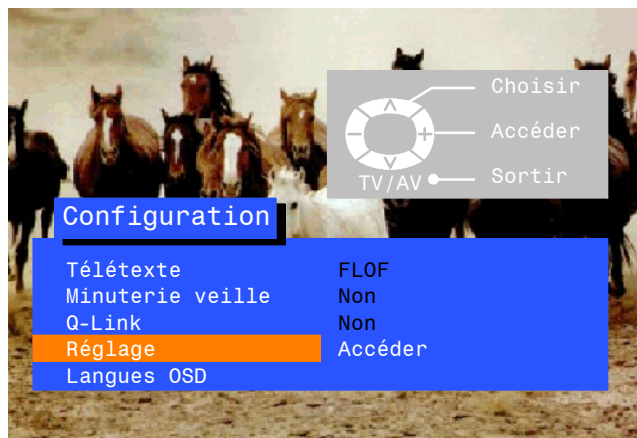 Choisir
Accéder
TV/AV Sortir
Configuration
Télétexte FLOF
Minuterie veille Non
Q-Link Non
Réglage Accéder
Langues OSD